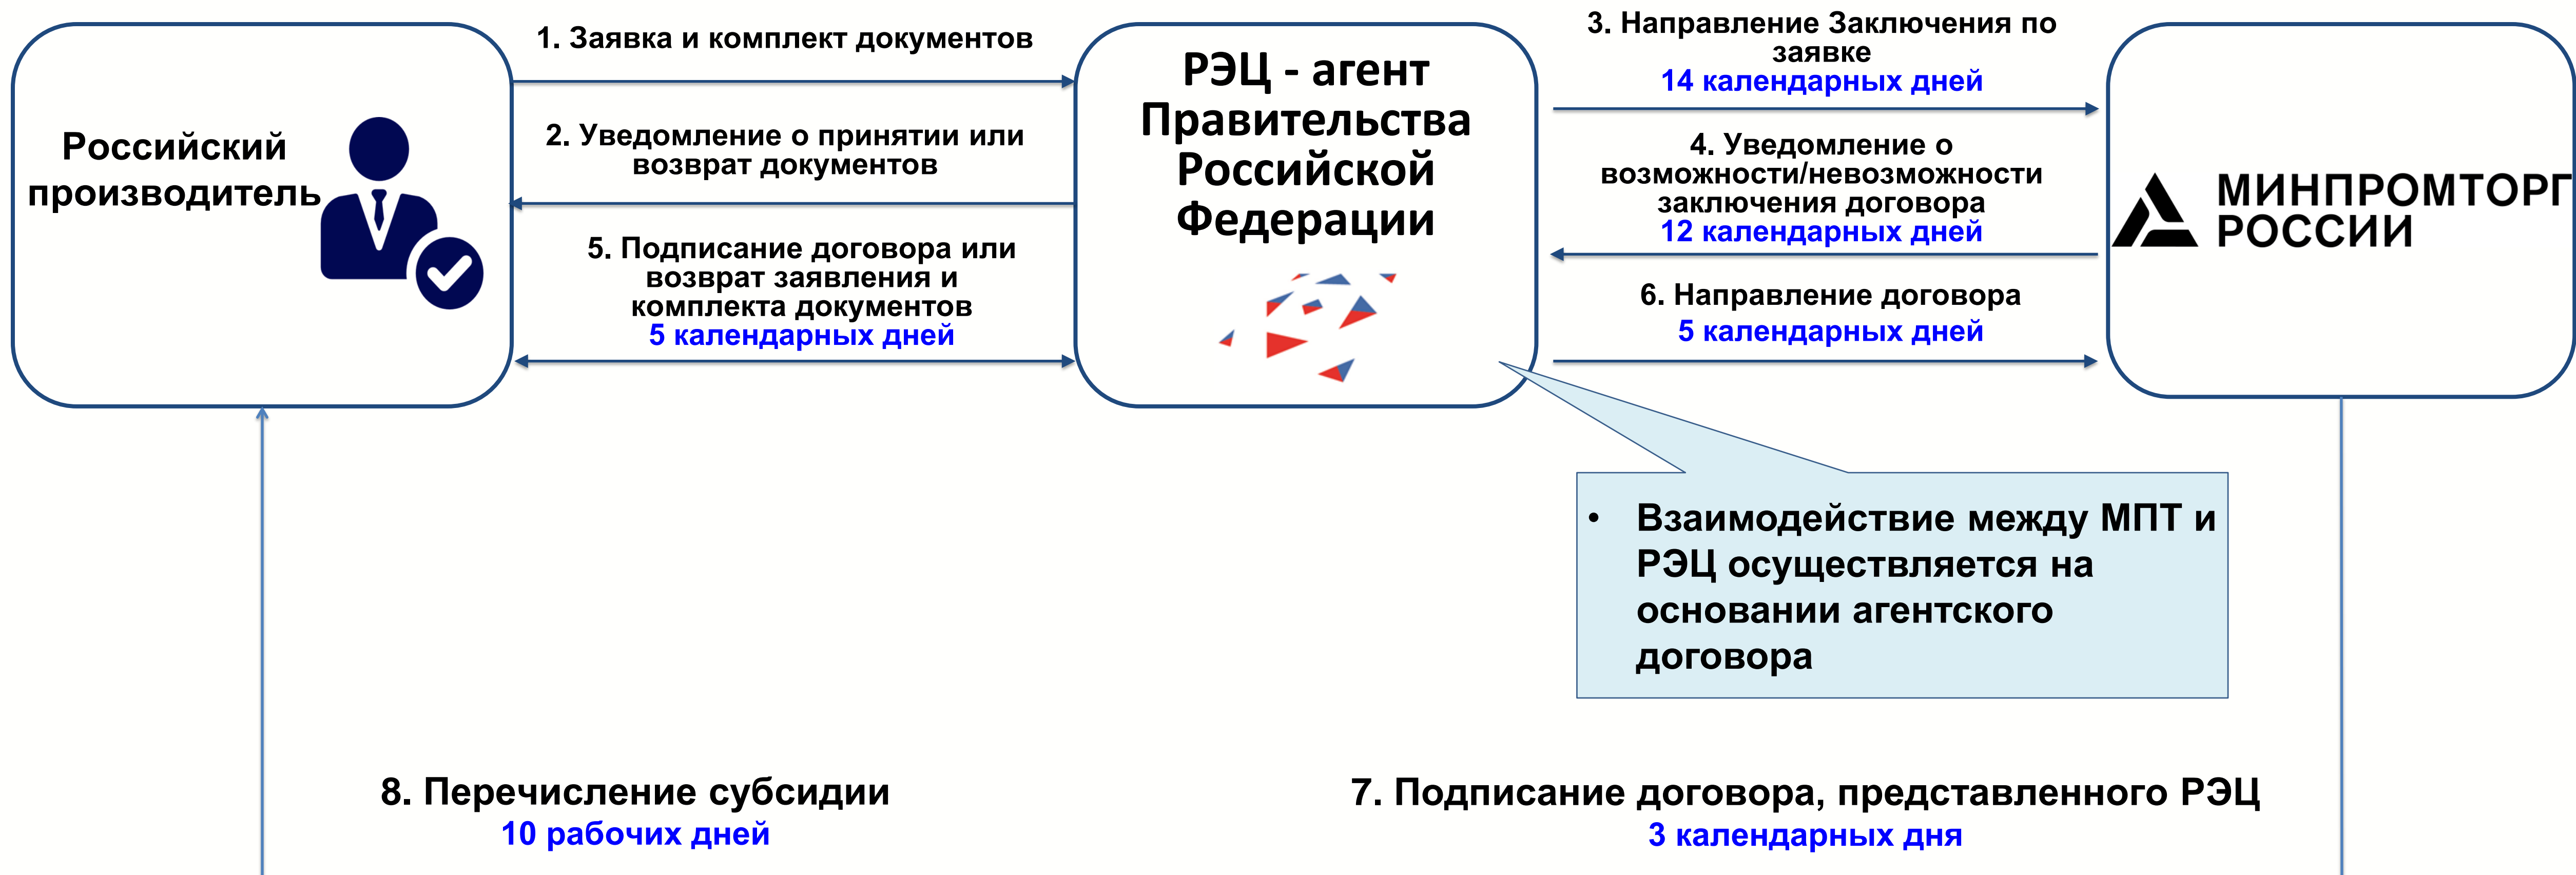 Российский
производитель
1. Заявка и комплект документов
2. Уведомление о принятии или
возврат документов
5. Подписание договора или
возврат заявления и
комплекта документов
5 календарных дней
РЭЦ - агент
Правительства
Российской
Федерации
3. Направление Заключения по
заявке
14 календарных дней
4. Уведомление о
возможности/невозможности
заключения договора
12 календарных дней
6. Направление договора
5 календарных дней
МИНПРОМТОРГ
РОССИИ
• Взаимодействие между МПТ и
РЭЦ осуществляется на
основании агентского
договора
8. Перечисление субсидии
10 рабочих дней
7. Подписание договора, представленного РЭЦ
3 календарных дня